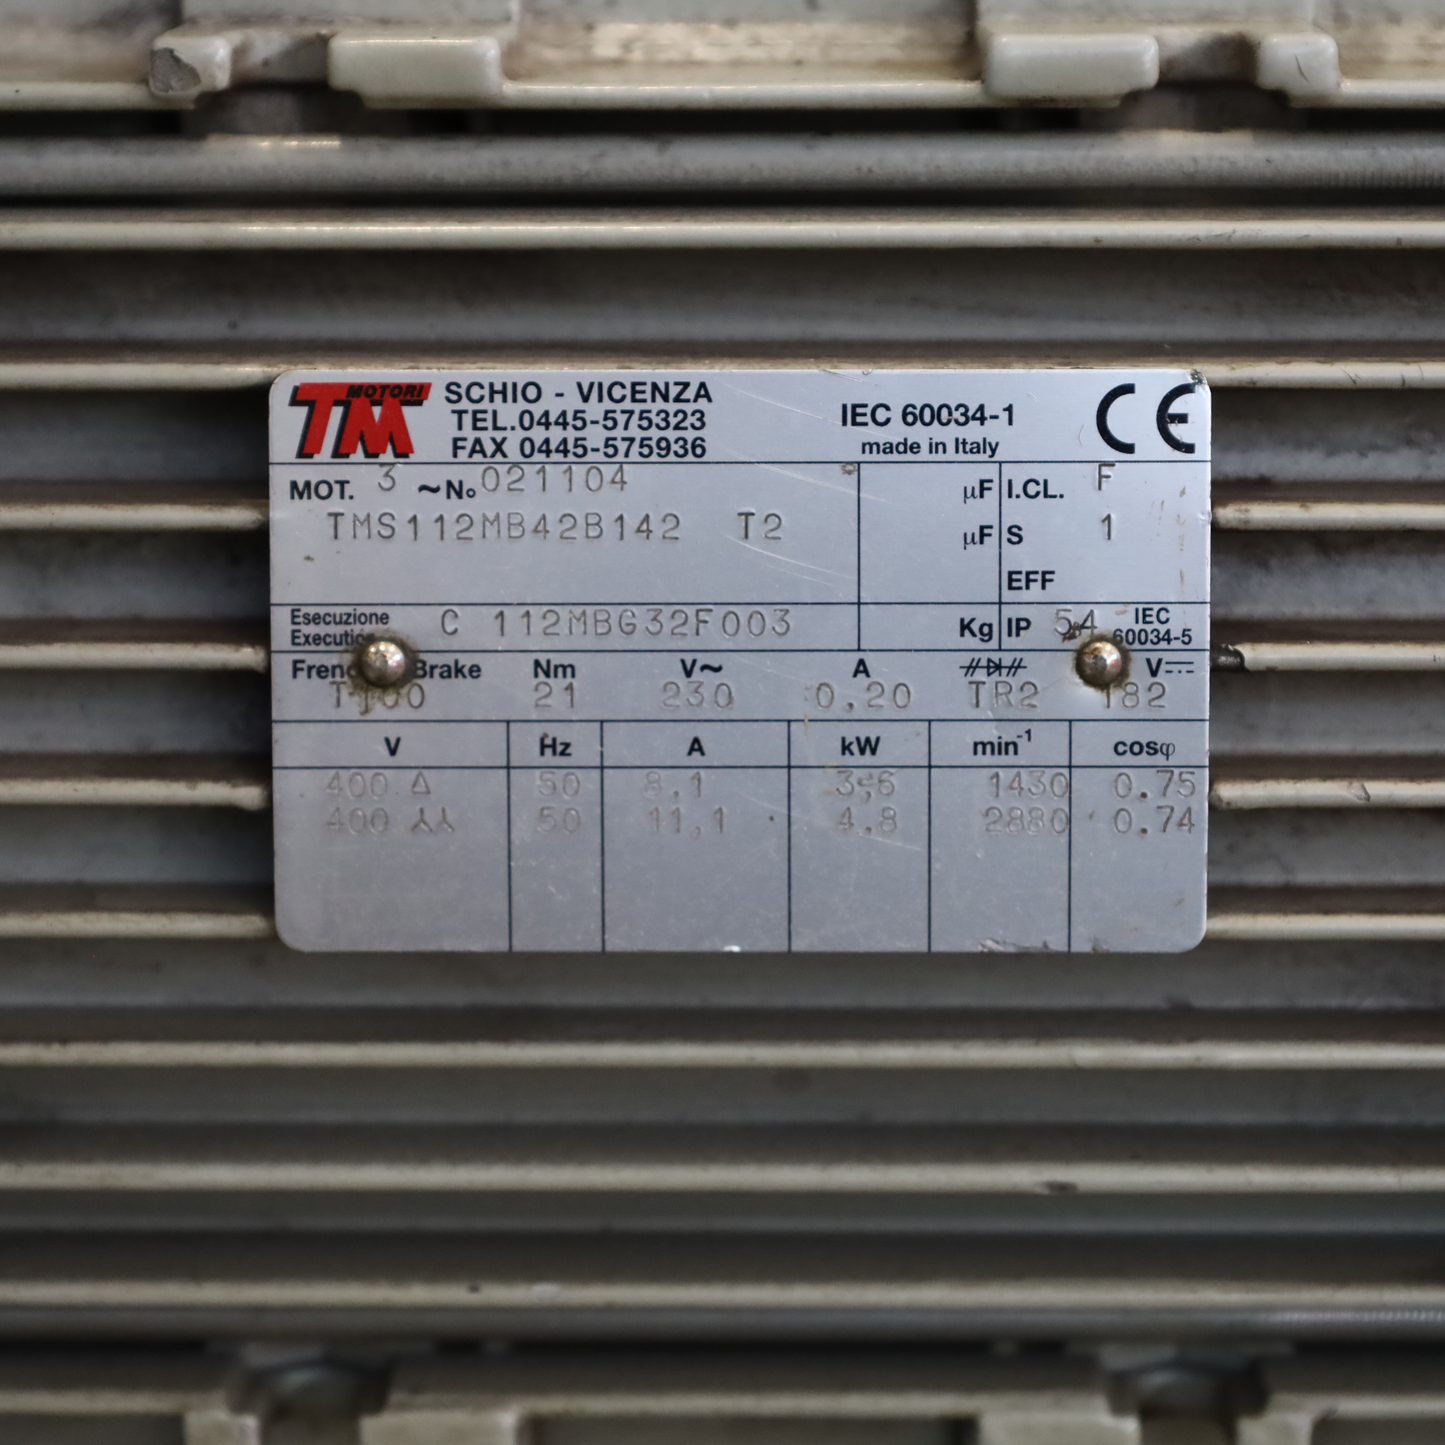 TM MOTORI SCHIO - VICENZA
TEL.0445-575323
FAX 0445-575936
IEC 60034-1
made in Italy
CE
MOT. 3 ~ No 021104
TMS112MB42B142 T2
µF I.CL. F
µF S 1
EFF
Esecuzione
Execution C 112MBG32F003
Kg IP 54 IEC 60034-5
Brake Nm V~ A V
21 230 0,20 TR2 182
V Hz A kW min-1 cosφ
400 Δ 50 8,1 3,6 1430 0.75
400 ⅄⅄ 50 11,1 4,8 2880 0.74